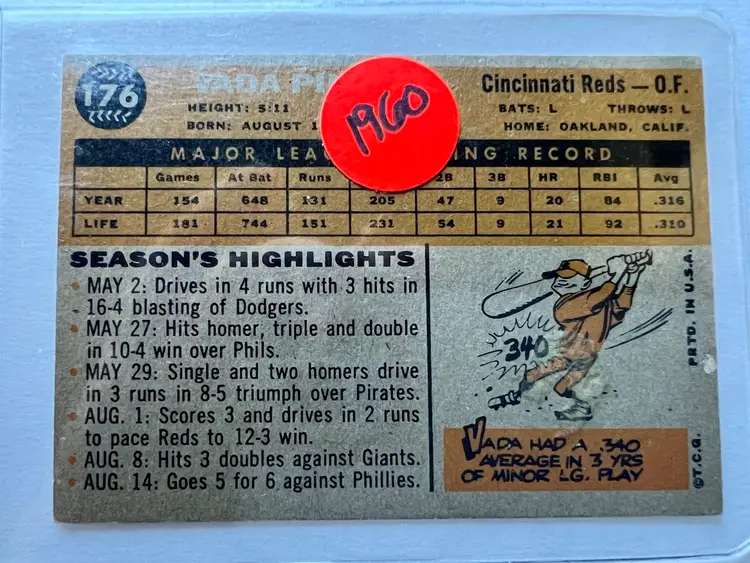 176
VADA PI
Cincinnati Reds — O.F.
HEIGHT: 5:11
BATS: L THROWS: L
BORN: AUGUST 1
HOME: OAKLAND, CALIF.
1960
MAJOR LEA ING RECORD
Games At Bat Runs 2B 3B HR RBI Avg
YEAR 154 648 131 205 47 9 20 84 .316
LIFE 181 744 151 231 54 9 21 92 .310
SEASON'S HIGHLIGHTS
• MAY 2: Drives in 4 runs with 3 hits in
16-4 blasting of Dodgers.
• MAY 27: Hits homer, triple and double
in 10-4 win over Phils.
• MAY 29: Single and two homers drive
in 3 runs in 8-5 triumph over Pirates.
• AUG. 1: Scores 3 and drives in 2 runs
to pace Reds to 12-3 win.
• AUG. 8: Hits 3 doubles against Giants.
• AUG. 14: Goes 5 for 6 against Phillies.
340
VADA HAD A .340
AVERAGE IN 3 YRS
OF MINOR LG. PLAY
PRTD. IN U.S.A.
©T.C.G.